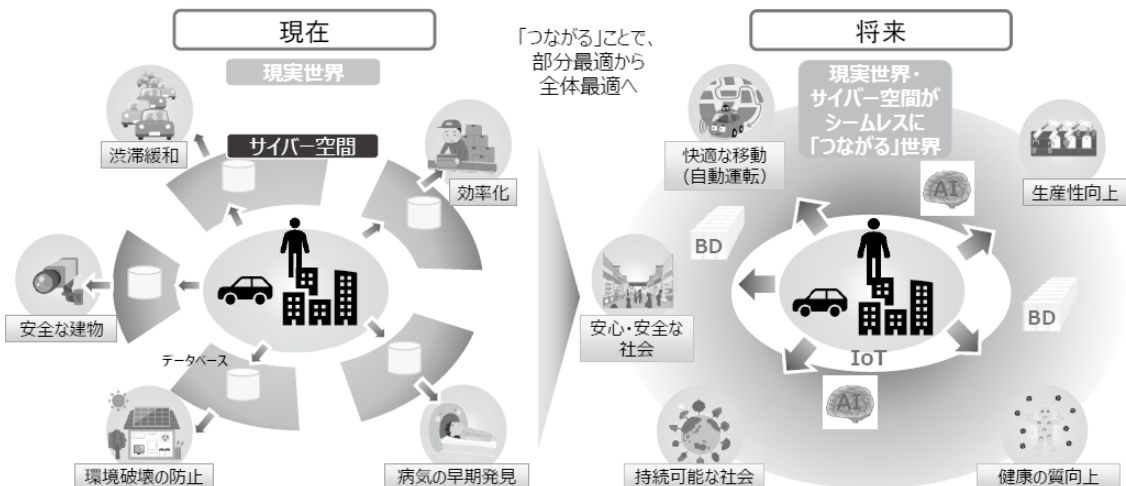 現在
現実世界
サイバー空間
渋滞緩和
効率化
安全な建物
データベース
環境破壊の防止
病気の早期発見
「つながる」ことで、
部分最適から
全体最適へ
将来
現実世界・
サイバー空間が
シームレスに
「つながる」世界
快適な移動
(自動運転)
AI
生産性向上
BD
安心・安全な
社会
BD
IoT
AI
持続可能な社会
健康の質向上